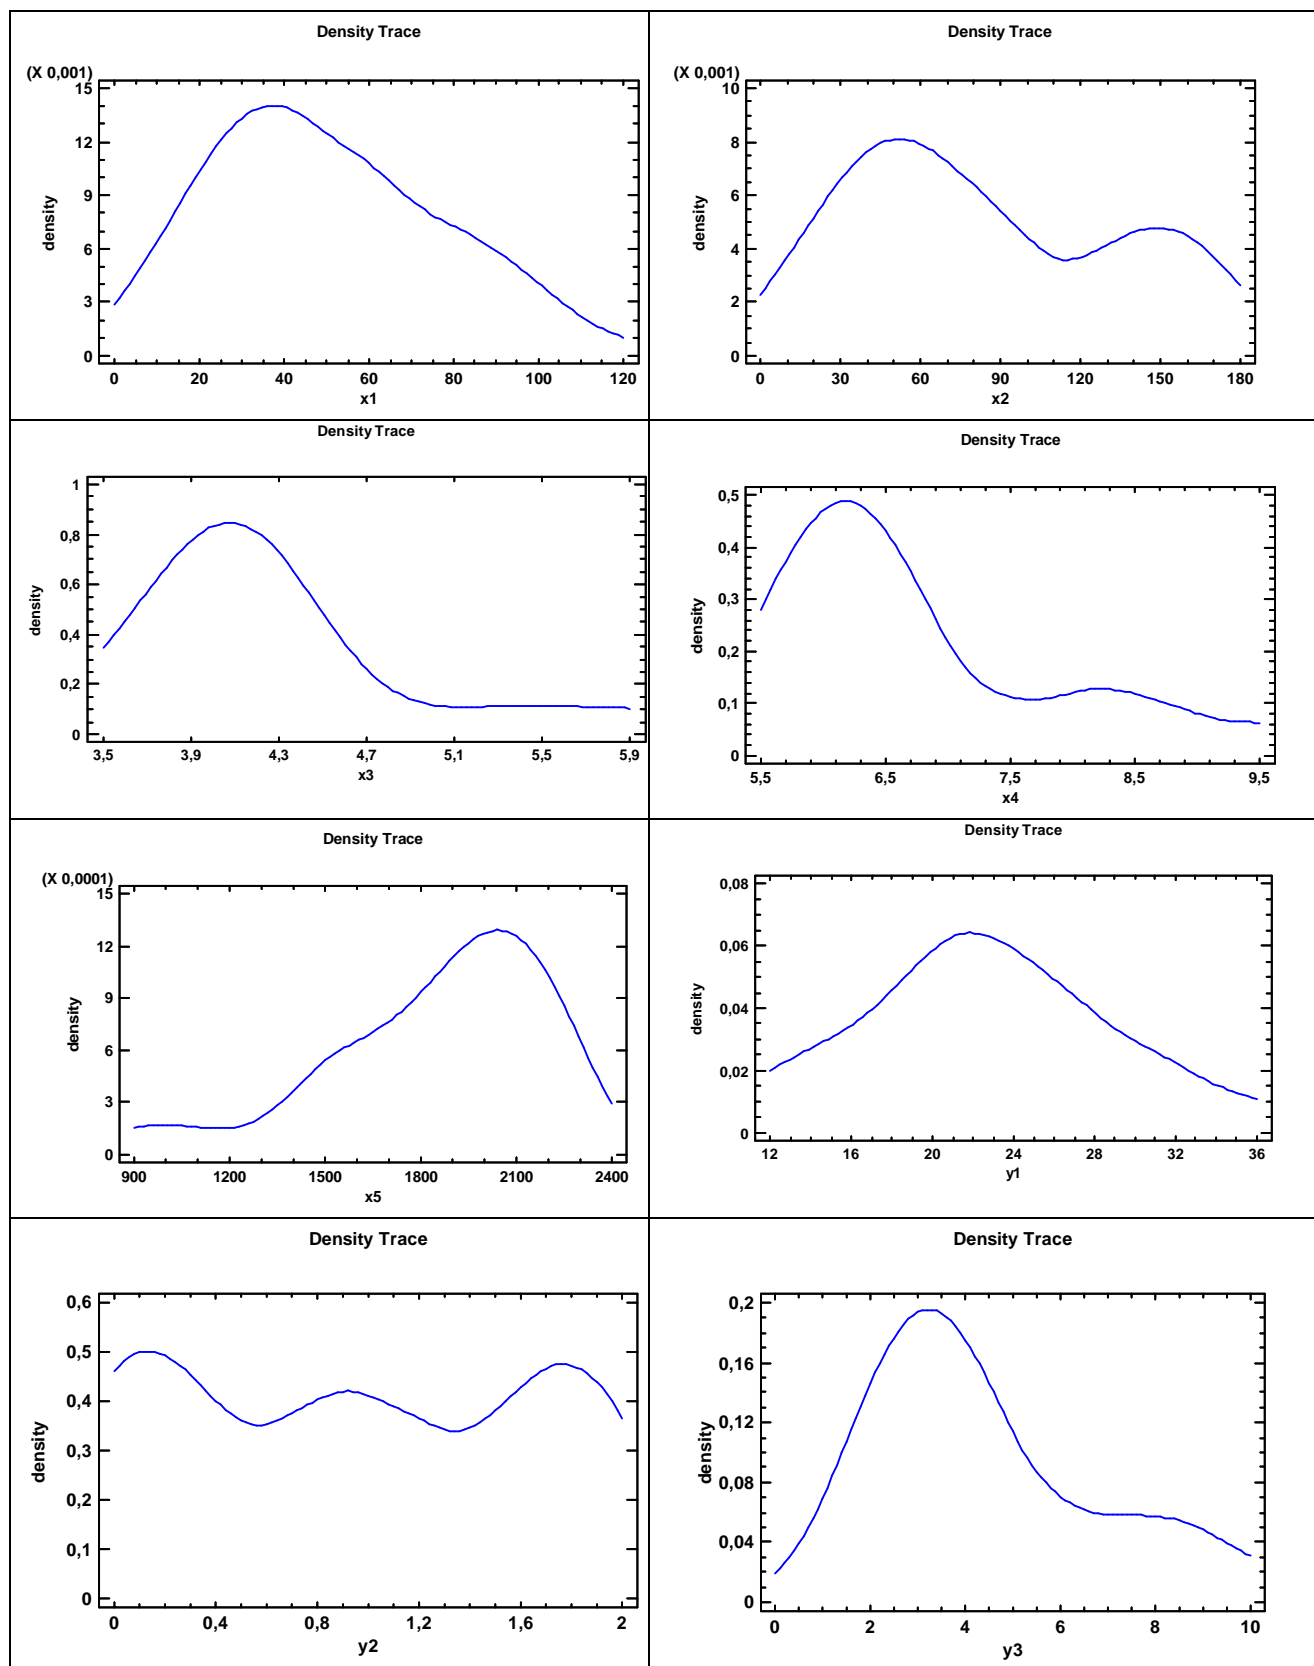 Density Trace
(X 0,001)
15
12
9
6
3
0
density
0 20 40 60 80 100 120
x1
Density Trace
(X 0,001)
10
8
6
4
2
0
density
0 30 60 90 120 150 180
x2
Density Trace
1
0,8
0,6
0,4
0,2
0
density
3,5 3,9 4,3 4,7 5,1 5,5 5,9
x3
Density Trace
0,5
0,4
0,3
0,2
0,1
0
density
5,5 6,5 7,5 8,5 9,5
x4
Density Trace
(X 0,0001)
15
12
9
6
3
0
density
900 1200 1500 1800 2100 2400
x5
Density Trace
0,08
0,06
0,04
0,02
0
density
12 16 20 24 28 32 36
y1
Density Trace
0,6
0,5
0,4
0,3
0,2
0,1
0
density
0 0,4 0,8 1,2 1,6 2
y2
Density Trace
0,2
0,16
0,12
0,08
0,04
0
density
0 2 4 6 8 10
y3